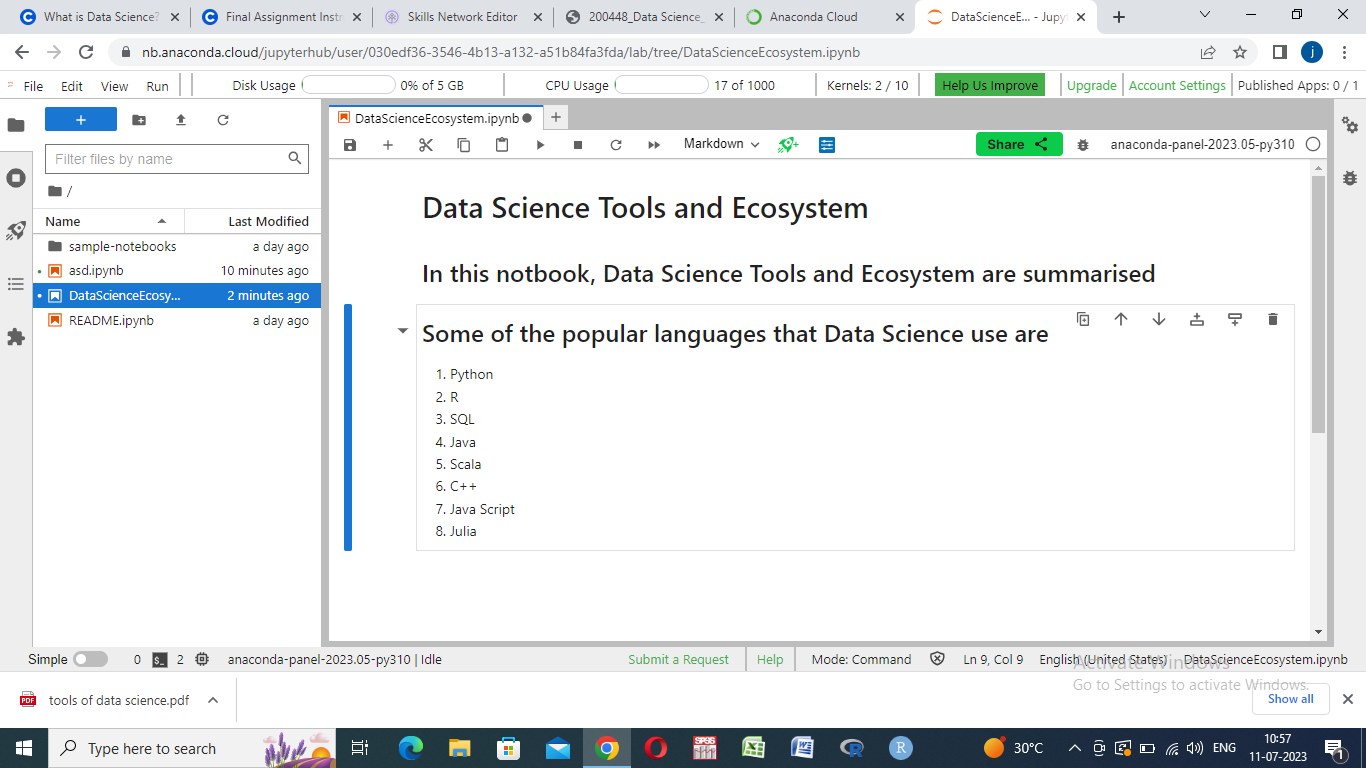 What is Data Science?
Final Assignment Instr
Skills Network Editor
200448_Data Science_
Anaconda Cloud
DataScienceE... - Jupyt
nb.anaconda.cloud/jupyterhub/user/030edf36-3546-4b13-a132-a51b84fa3fda/lab/tree/DataScienceEcosystem.ipynb
j
File Edit View Run Disk Usage 0% of 5 GB CPU Usage 17 of 1000 Kernels: 2 / 10 Help Us Improve Upgrade Account Settings Published Apps: 0 / 1
+
Filter files by name
/
Name Last Modified
sample-notebooks a day ago
asd.ipynb 10 minutes ago
DataScienceEcosy... 2 minutes ago
README.ipynb a day ago
DataScienceEcosystem.ipynb
Markdown Share anaconda-panel-2023.05-py310
Data Science Tools and Ecosystem
In this notbook, Data Science Tools and Ecosystem are summarised
Some of the popular languages that Data Science use are
1. Python
2. R
3. SQL
4. Java
5. Scala
6. C++
7. Java Script
8. Julia
Simple 0 $_ 2 anaconda-panel-2023.05-py310 | Idle Submit a Request Help Mode: Command Ln 9, Col 9 English (United States) DataScienceEcosystem.ipynb
Activate Windows
Go to Settings to activate Windows.
PDF tools of data science.pdf
Show all
Type here to search
SPSS
R
30°C
ENG
10:57
11-07-2023
1